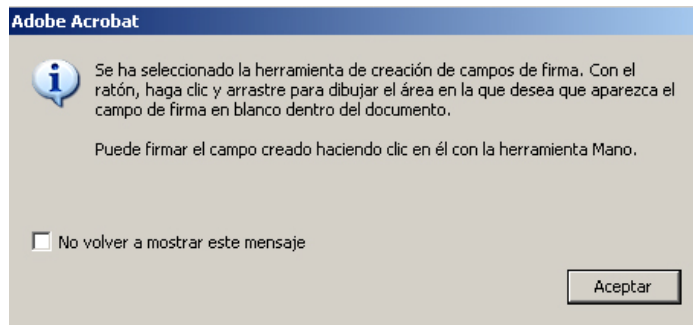 Adobe Acrobat
Se ha seleccionado la herramienta de creación de campos de firma. Con el
ratón, haga clic y arrastre para dibujar el área en la que desea que aparezca el
campo de firma en blanco dentro del documento.
Puede firmar el campo creado haciendo clic en él con la herramienta Mano.
No volver a mostrar este mensaje
Aceptar